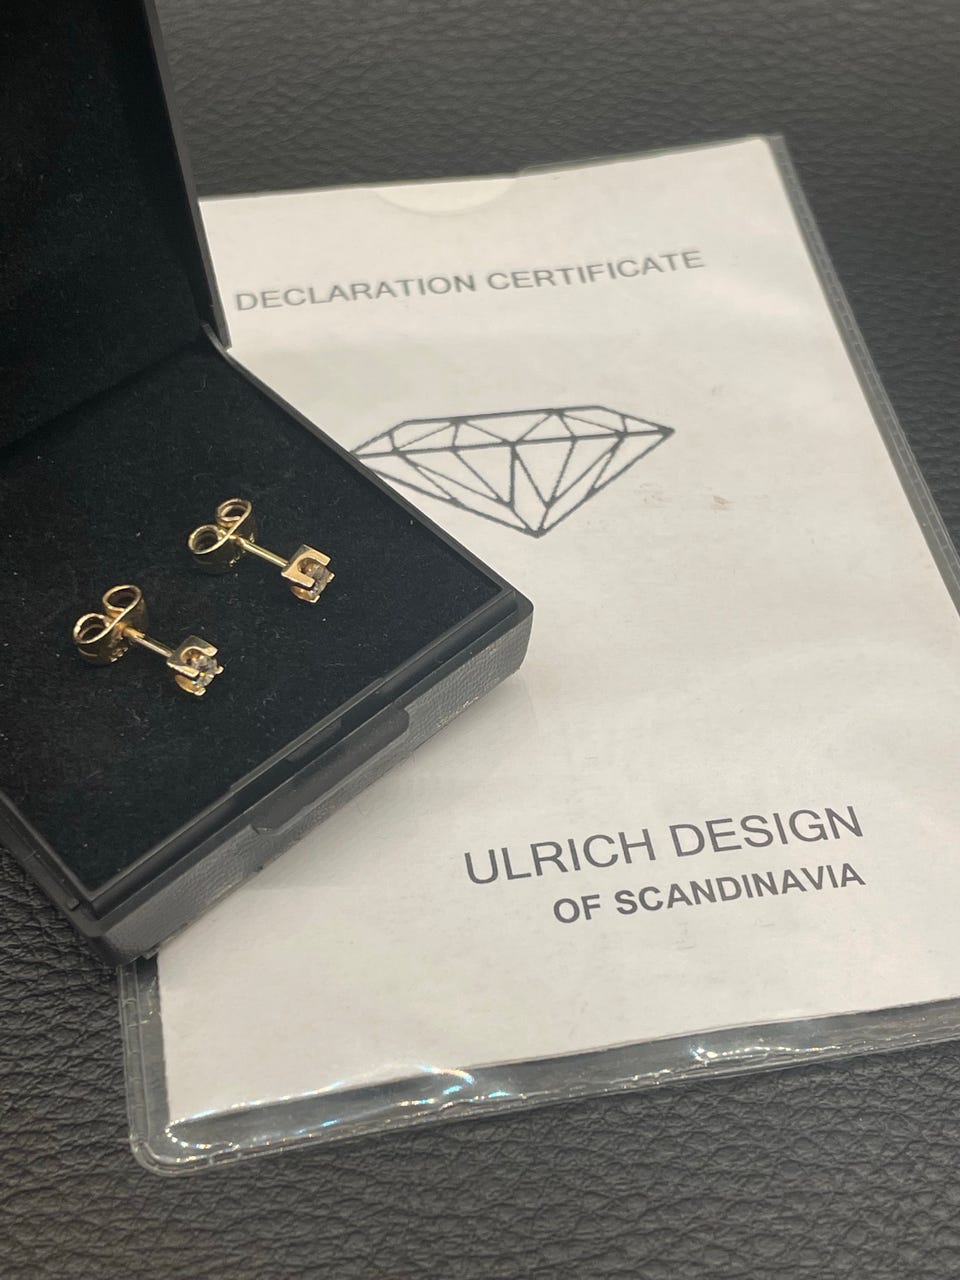 DECLARATION CERTIFICATE
ULRICH DESIGN
OF SCANDINAVIA